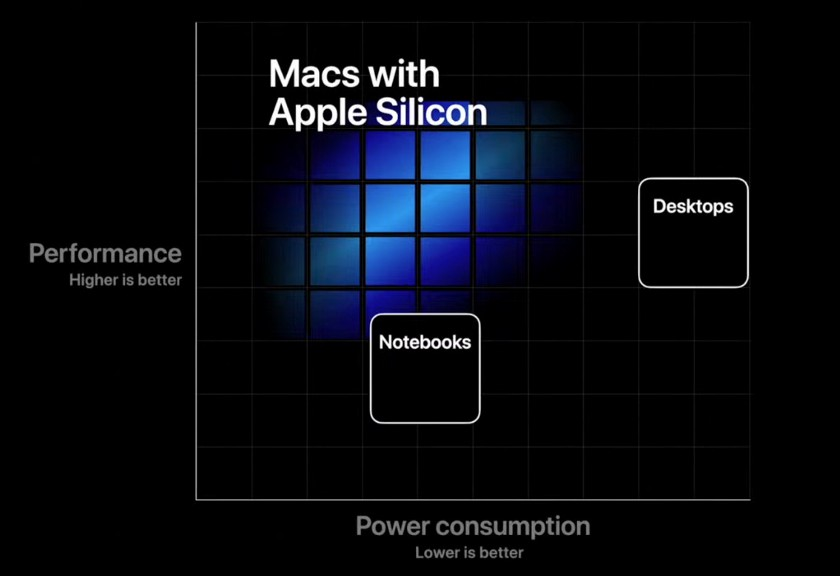 Macs with
Apple Silicon
Desktops
Performance
Higher is better
Notebooks
Power consumption
Lower is better